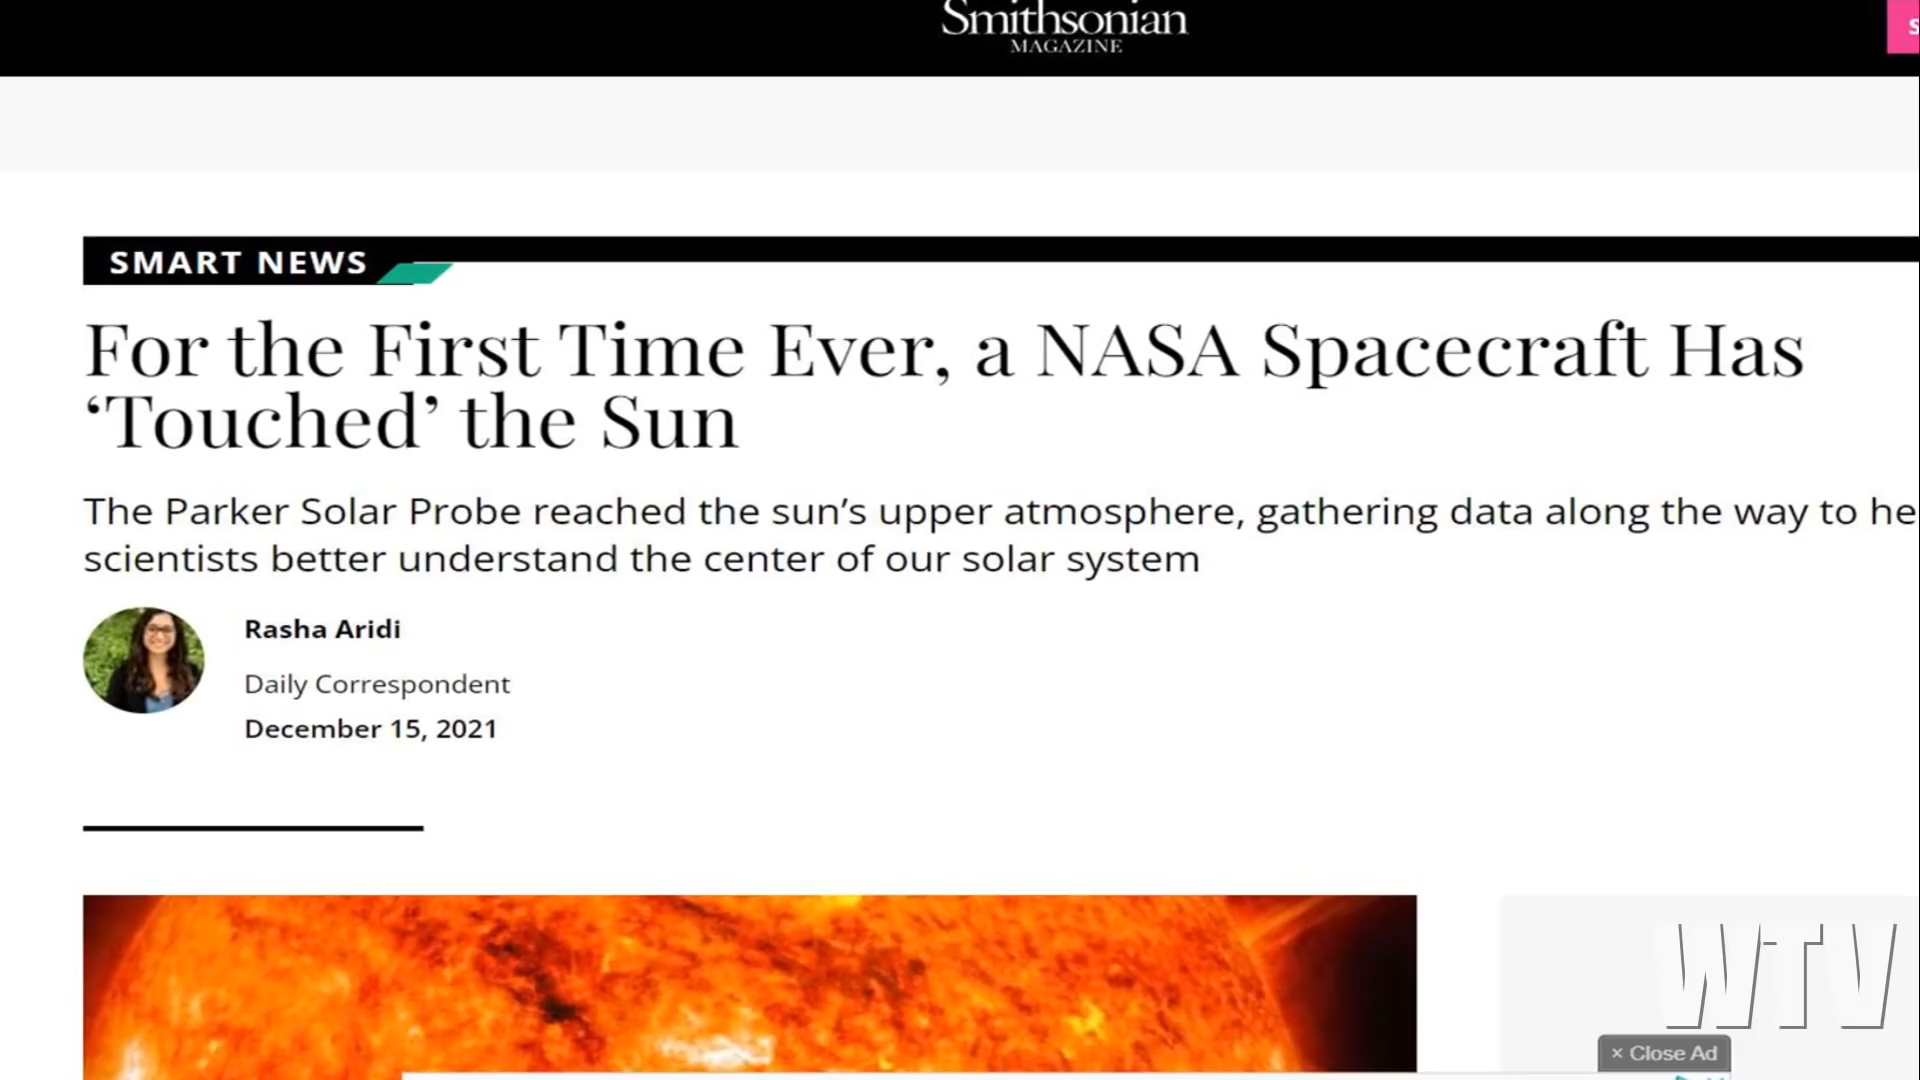 Smithsonian
MAGAZINE
S
SMART NEWS
For the First Time Ever, a NASA Spacecraft Has
‘Touched’ the Sun
The Parker Solar Probe reached the sun’s upper atmosphere, gathering data along the way to he
scientists better understand the center of our solar system
Rasha Aridi
Daily Correspondent
December 15, 2021
WTV
× Close Ad